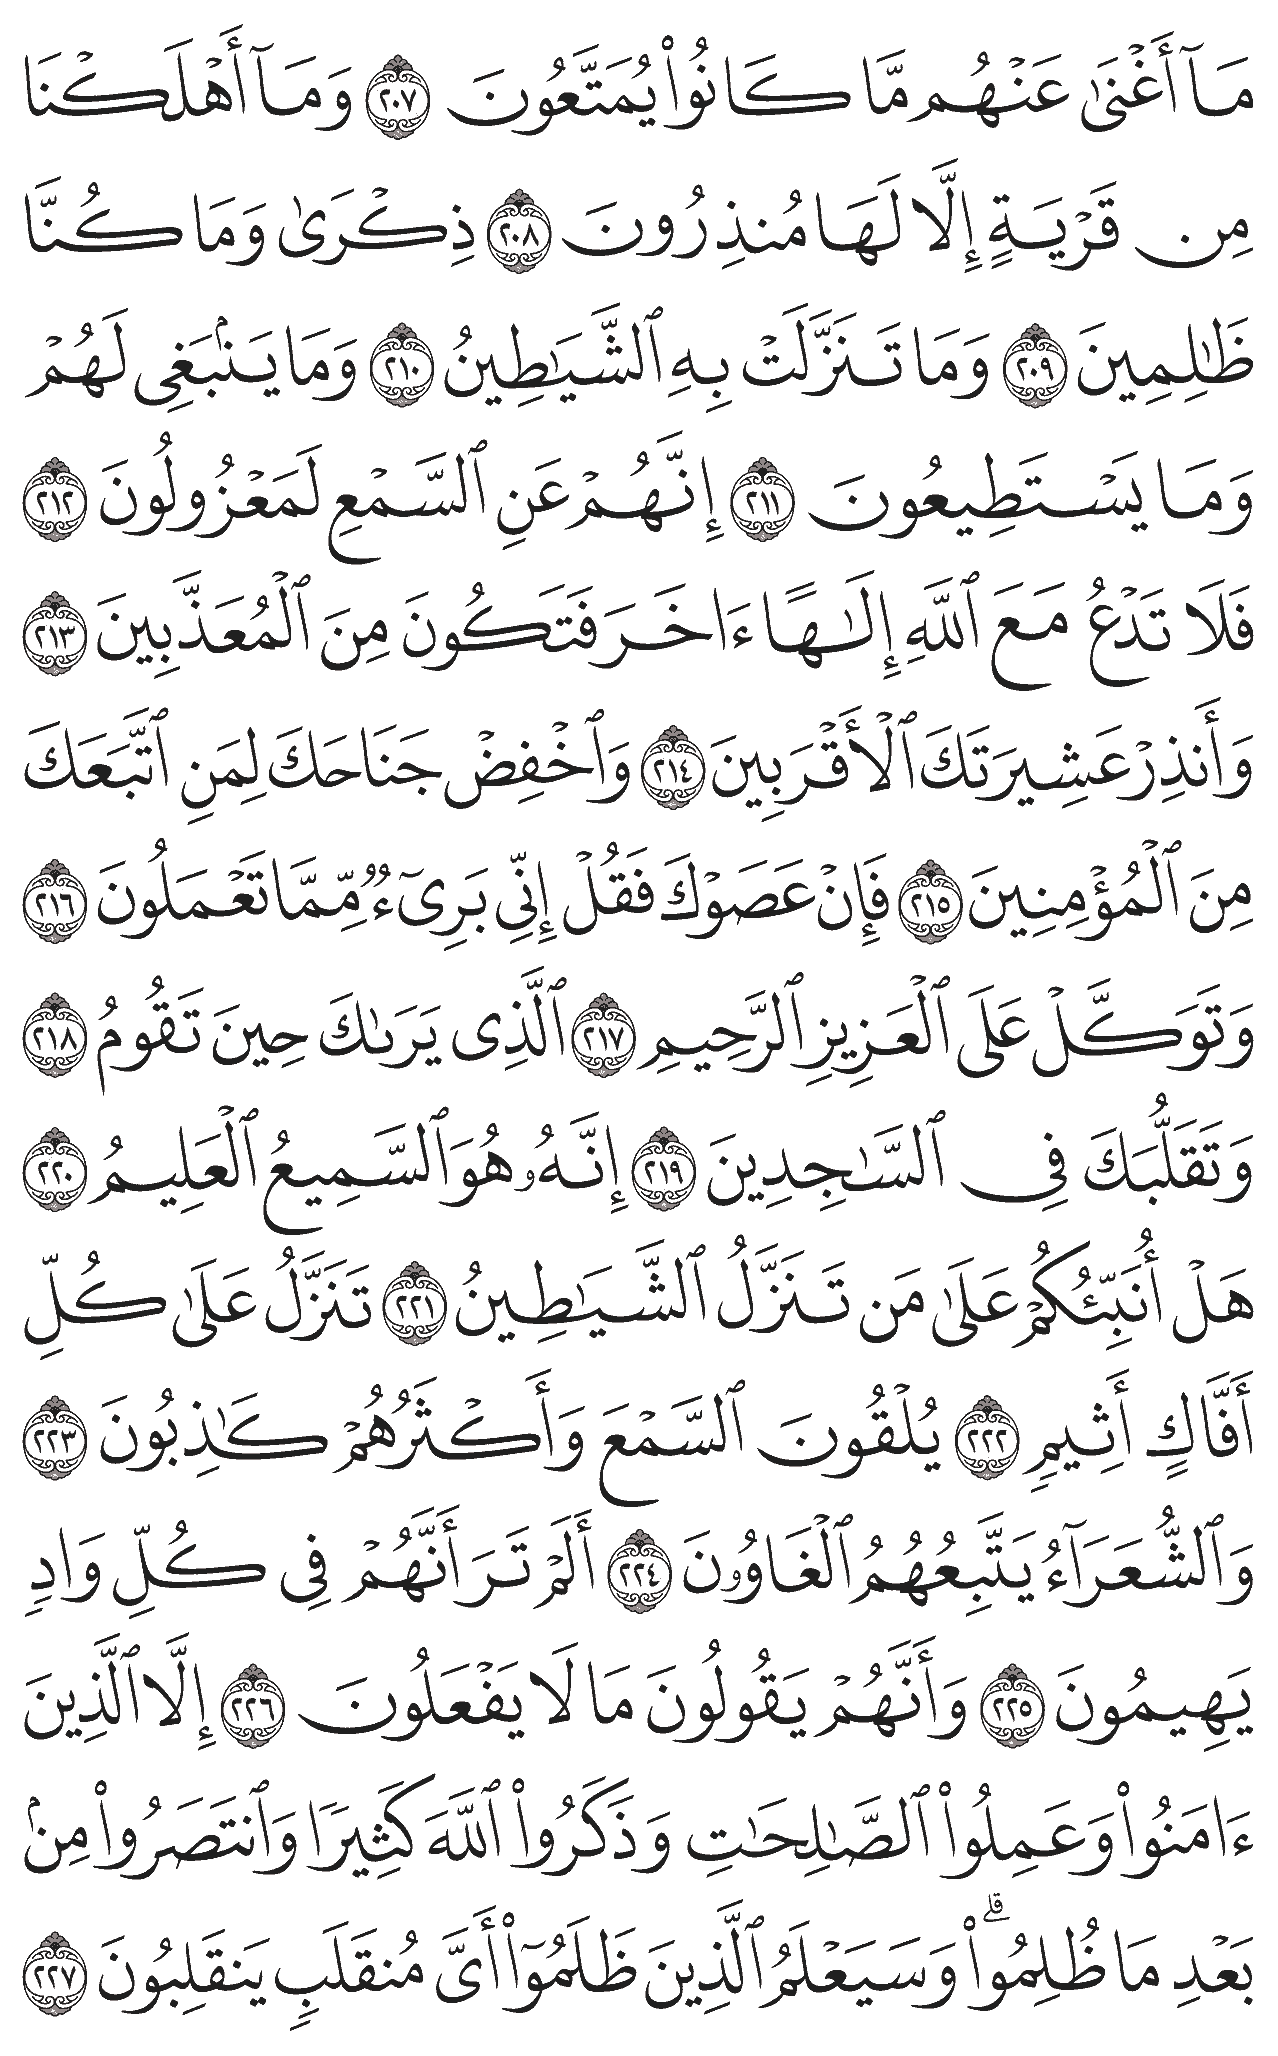 مَآ أَغْنَىٰ عَنْهُم مَّا كَانُوا۟ يُمَتَّعُونَ ٢٠٧ وَمَآ أَهْلَكْنَا
مِن قَرْيَةٍ إِلَّا لَهَا مُنذِرُونَ ٢٠٨ ذِكْرَىٰ وَمَا كُنَّا
ظَـٰلِمِينَ ٢٠٩ وَمَا تَنَزَّلَتْ بِهِ ٱلشَّيَـٰطِينُ ٢١٠ وَمَا يَنۢبَغِى لَهُمْ
وَمَا يَسْتَطِيعُونَ ٢١١ إِنَّهُمْ عَنِ ٱلسَّمْعِ لَمَعْزُولُونَ ٢١٢
فَلَا تَدْعُ مَعَ ٱللَّهِ إِلَـٰهًا ءَاخَرَ فَتَكُونَ مِنَ ٱلْمُعَذَّبِينَ ٢١٣
وَأَنذِرْ عَشِيرَتَكَ ٱلْأَقْرَبِينَ ٢١٤ وَٱخْفِضْ جَنَاحَكَ لِمَنِ ٱتَّبَعَكَ
مِنَ ٱلْمُؤْمِنِينَ ٢١٥ فَإِنْ عَصَوْكَ فَقُلْ إِنِّى بَرِىٓءٌ مِّمَّا تَعْمَلُونَ ٢١٦
وَتَوَكَّلْ عَلَى ٱلْعَزِيزِ ٱلرَّحِيمِ ٢١٧ ٱلَّذِى يَرَىٰكَ حِينَ تَقُومُ ٢١٨
وَتَقَلُّبَكَ فِى ٱلسَّـٰجِدِينَ ٢١٩ إِنَّهُۥ هُوَ ٱلسَّمِيعُ ٱلْعَلِيمُ ٢٢٠
هَلْ أُنَبِّئُكُمْ عَلَىٰ مَن تَنَزَّلُ ٱلشَّيَـٰطِينُ ٢٢١ تَنَزَّلُ عَلَىٰ كُلِّ
أَفَّاكٍ أَثِيمٍ ٢٢٢ يُلْقُونَ ٱلسَّمْعَ وَأَكْثَرُهُمْ كَـٰذِبُونَ ٢٢٣
وَٱلشُّعَرَآءُ يَتَّبِعُهُمُ ٱلْغَاوُۥنَ ٢٢٤ أَلَمْ تَرَ أَنَّهُمْ فِى كُلِّ وَادٍ
يَهِيمُونَ ٢٢٥ وَأَنَّهُمْ يَقُولُونَ مَا لَا يَفْعَلُونَ ٢٢٦ إِلَّا ٱلَّذِينَ
ءَامَنُوا۟ وَعَمِلُوا۟ ٱلصَّـٰلِحَـٰتِ وَذَكَرُوا۟ ٱللَّهَ كَثِيرًا وَٱنتَصَرُوا۟ مِنۢ
بَعْدِ مَا ظُلِمُوا۟ ۗ وَسَيَعْلَمُ ٱلَّذِينَ ظَلَمُوٓا۟ أَىَّ مُنقَلَبٍ يَنقَلِبُونَ ٢٢٧